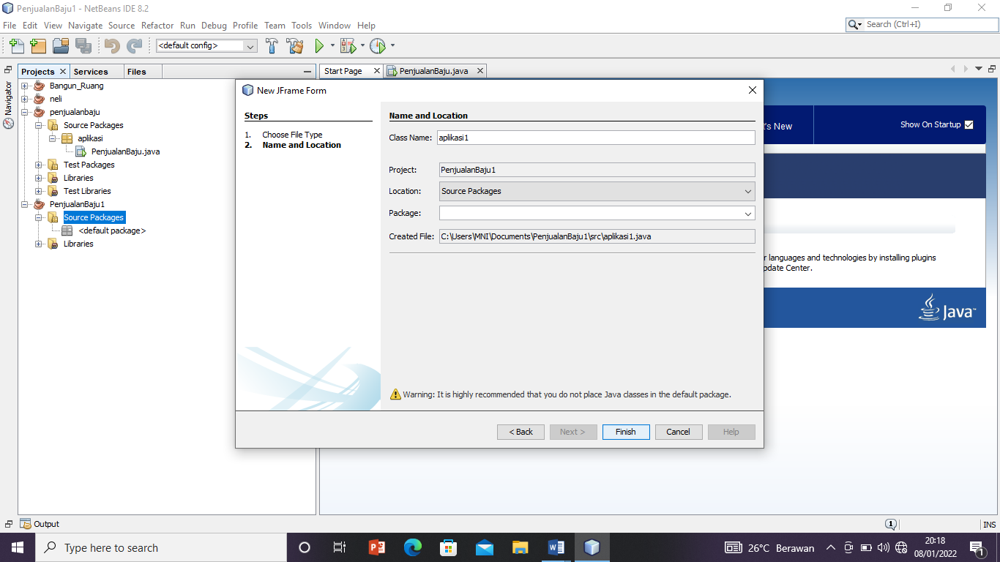 PenjualanBaju1 - NetBeans IDE 8.2
File Edit View Navigate Source Refactor Run Debug Profile Team Tools Window Help
Search (Ctrl+I)
<default config>
Projects Services Files
Start Page PenjualanBaju.java
Navigator
Bangun_Ruang
neli
penjualanbaju
Source Packages
aplikasi
PenjualanBaju.java
Test Packages
Libraries
Test Libraries
PenjualanBaju1
Source Packages
<default package>
Libraries
New JFrame Form
Steps
1. Choose File Type
2. Name and Location
Name and Location
Class Name: aplikasi1
Project: PenjualanBaju1
Location: Source Packages
Package:
Created File: C:\Users\MNI\Documents\PenjualanBaju1\src\aplikasi1.java
Warning: It is highly recommended that you do not place Java classes in the default package.
< Back Next > Finish Cancel Help
's New
Show On Startup
r languages and technologies by installing plugins
pdate Center.
Java™
Output
1
INS
Type here to search
26°C Berawan
20:18
08/01/2022
1